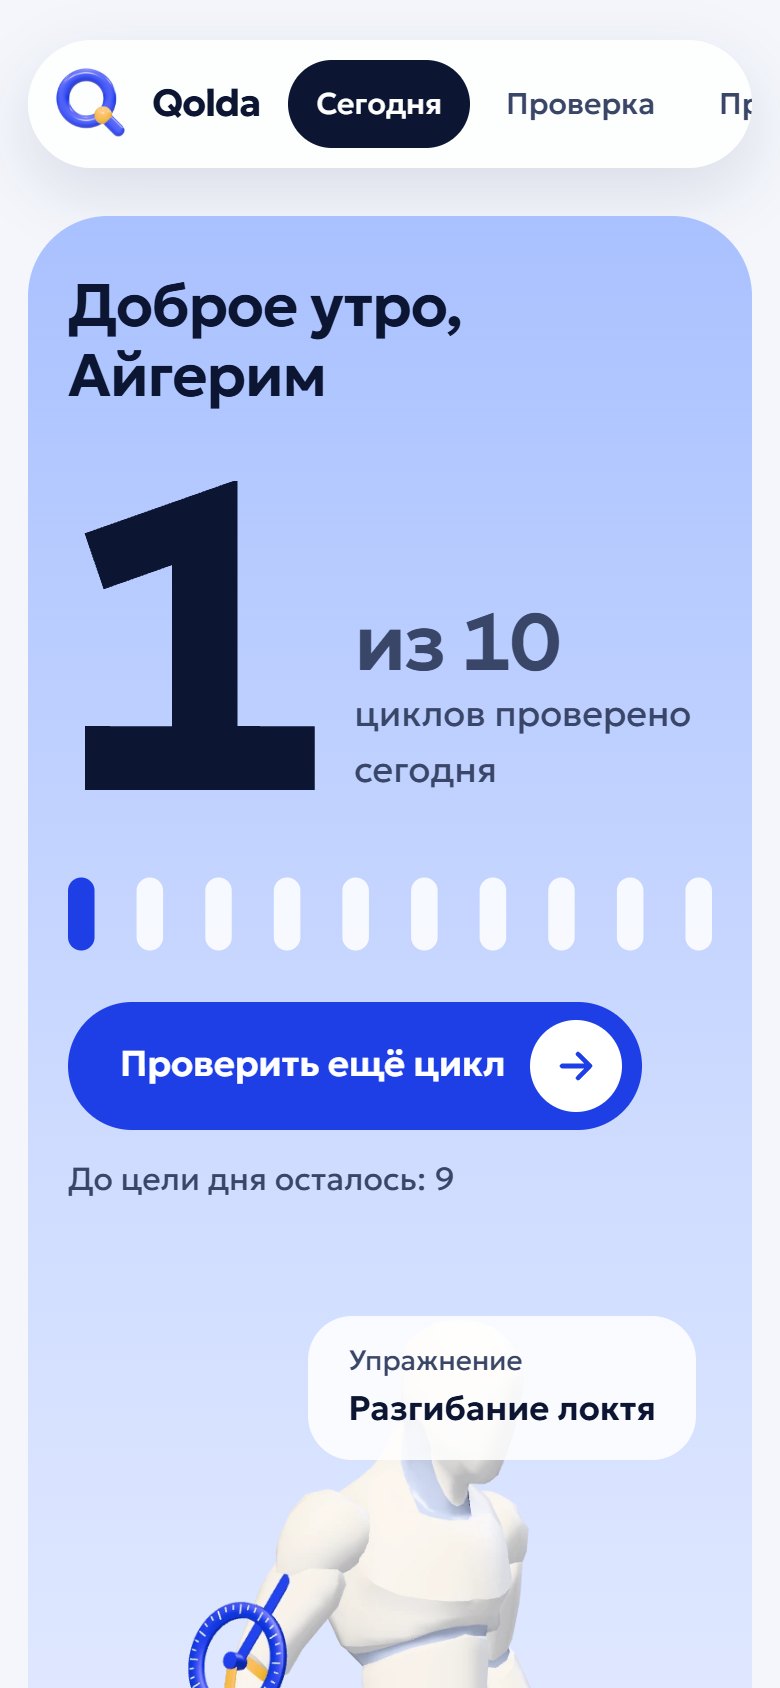 Qolda
Сегодня
Проверка
Доброе утро,
Айгерим
1
из 10
циклов проверено
сегодня
Проверить ещё цикл
До цели дня осталось: 9
Упражнение
Разгибание локтя